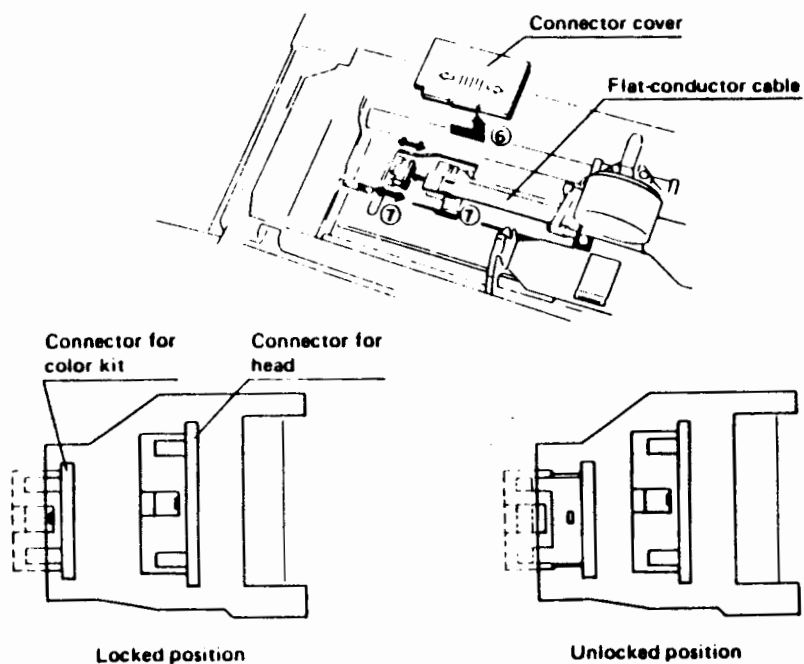 Connector cover
Flat-conductor cable
⑥
⑦ ⑦
Connector for
color kit
Connector for
head
Locked position
Unlocked position